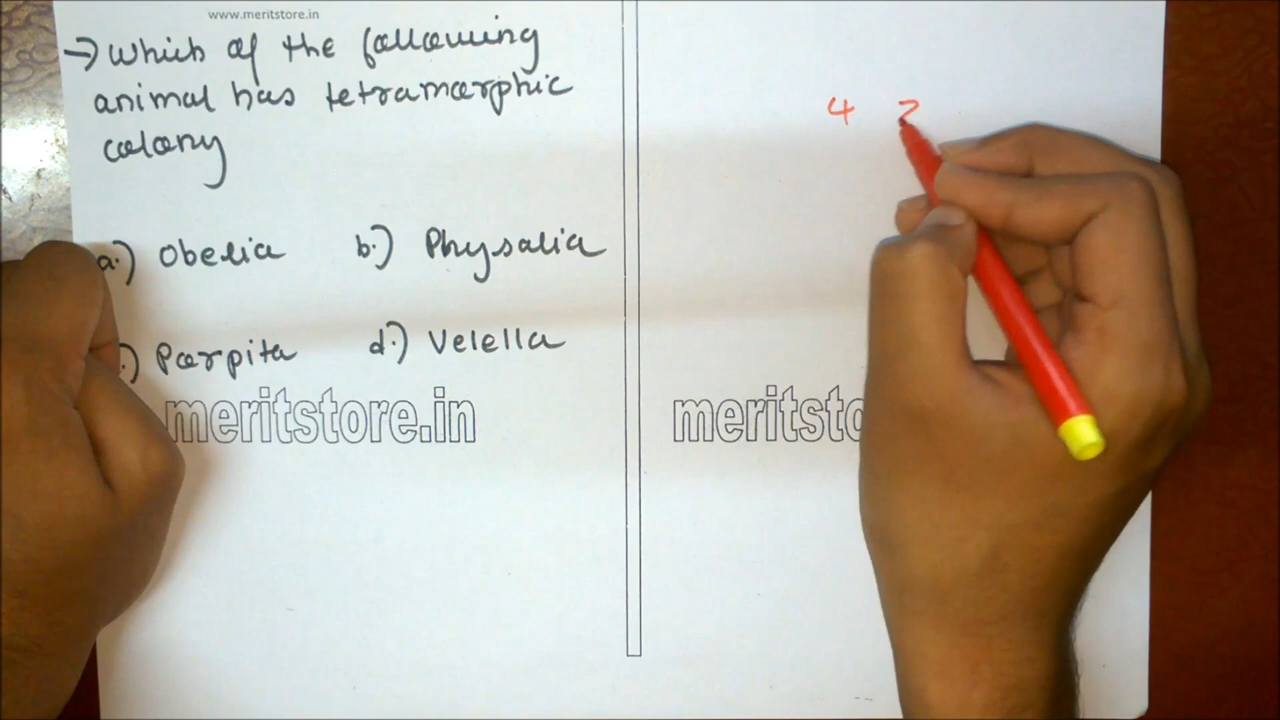 www.meritstore.in
→ Which of the following
animal has tetramorphic
colony
a.) Obelia b.) Physalia
.) Porpita d.) Velella
meritstore.in meritsto
4